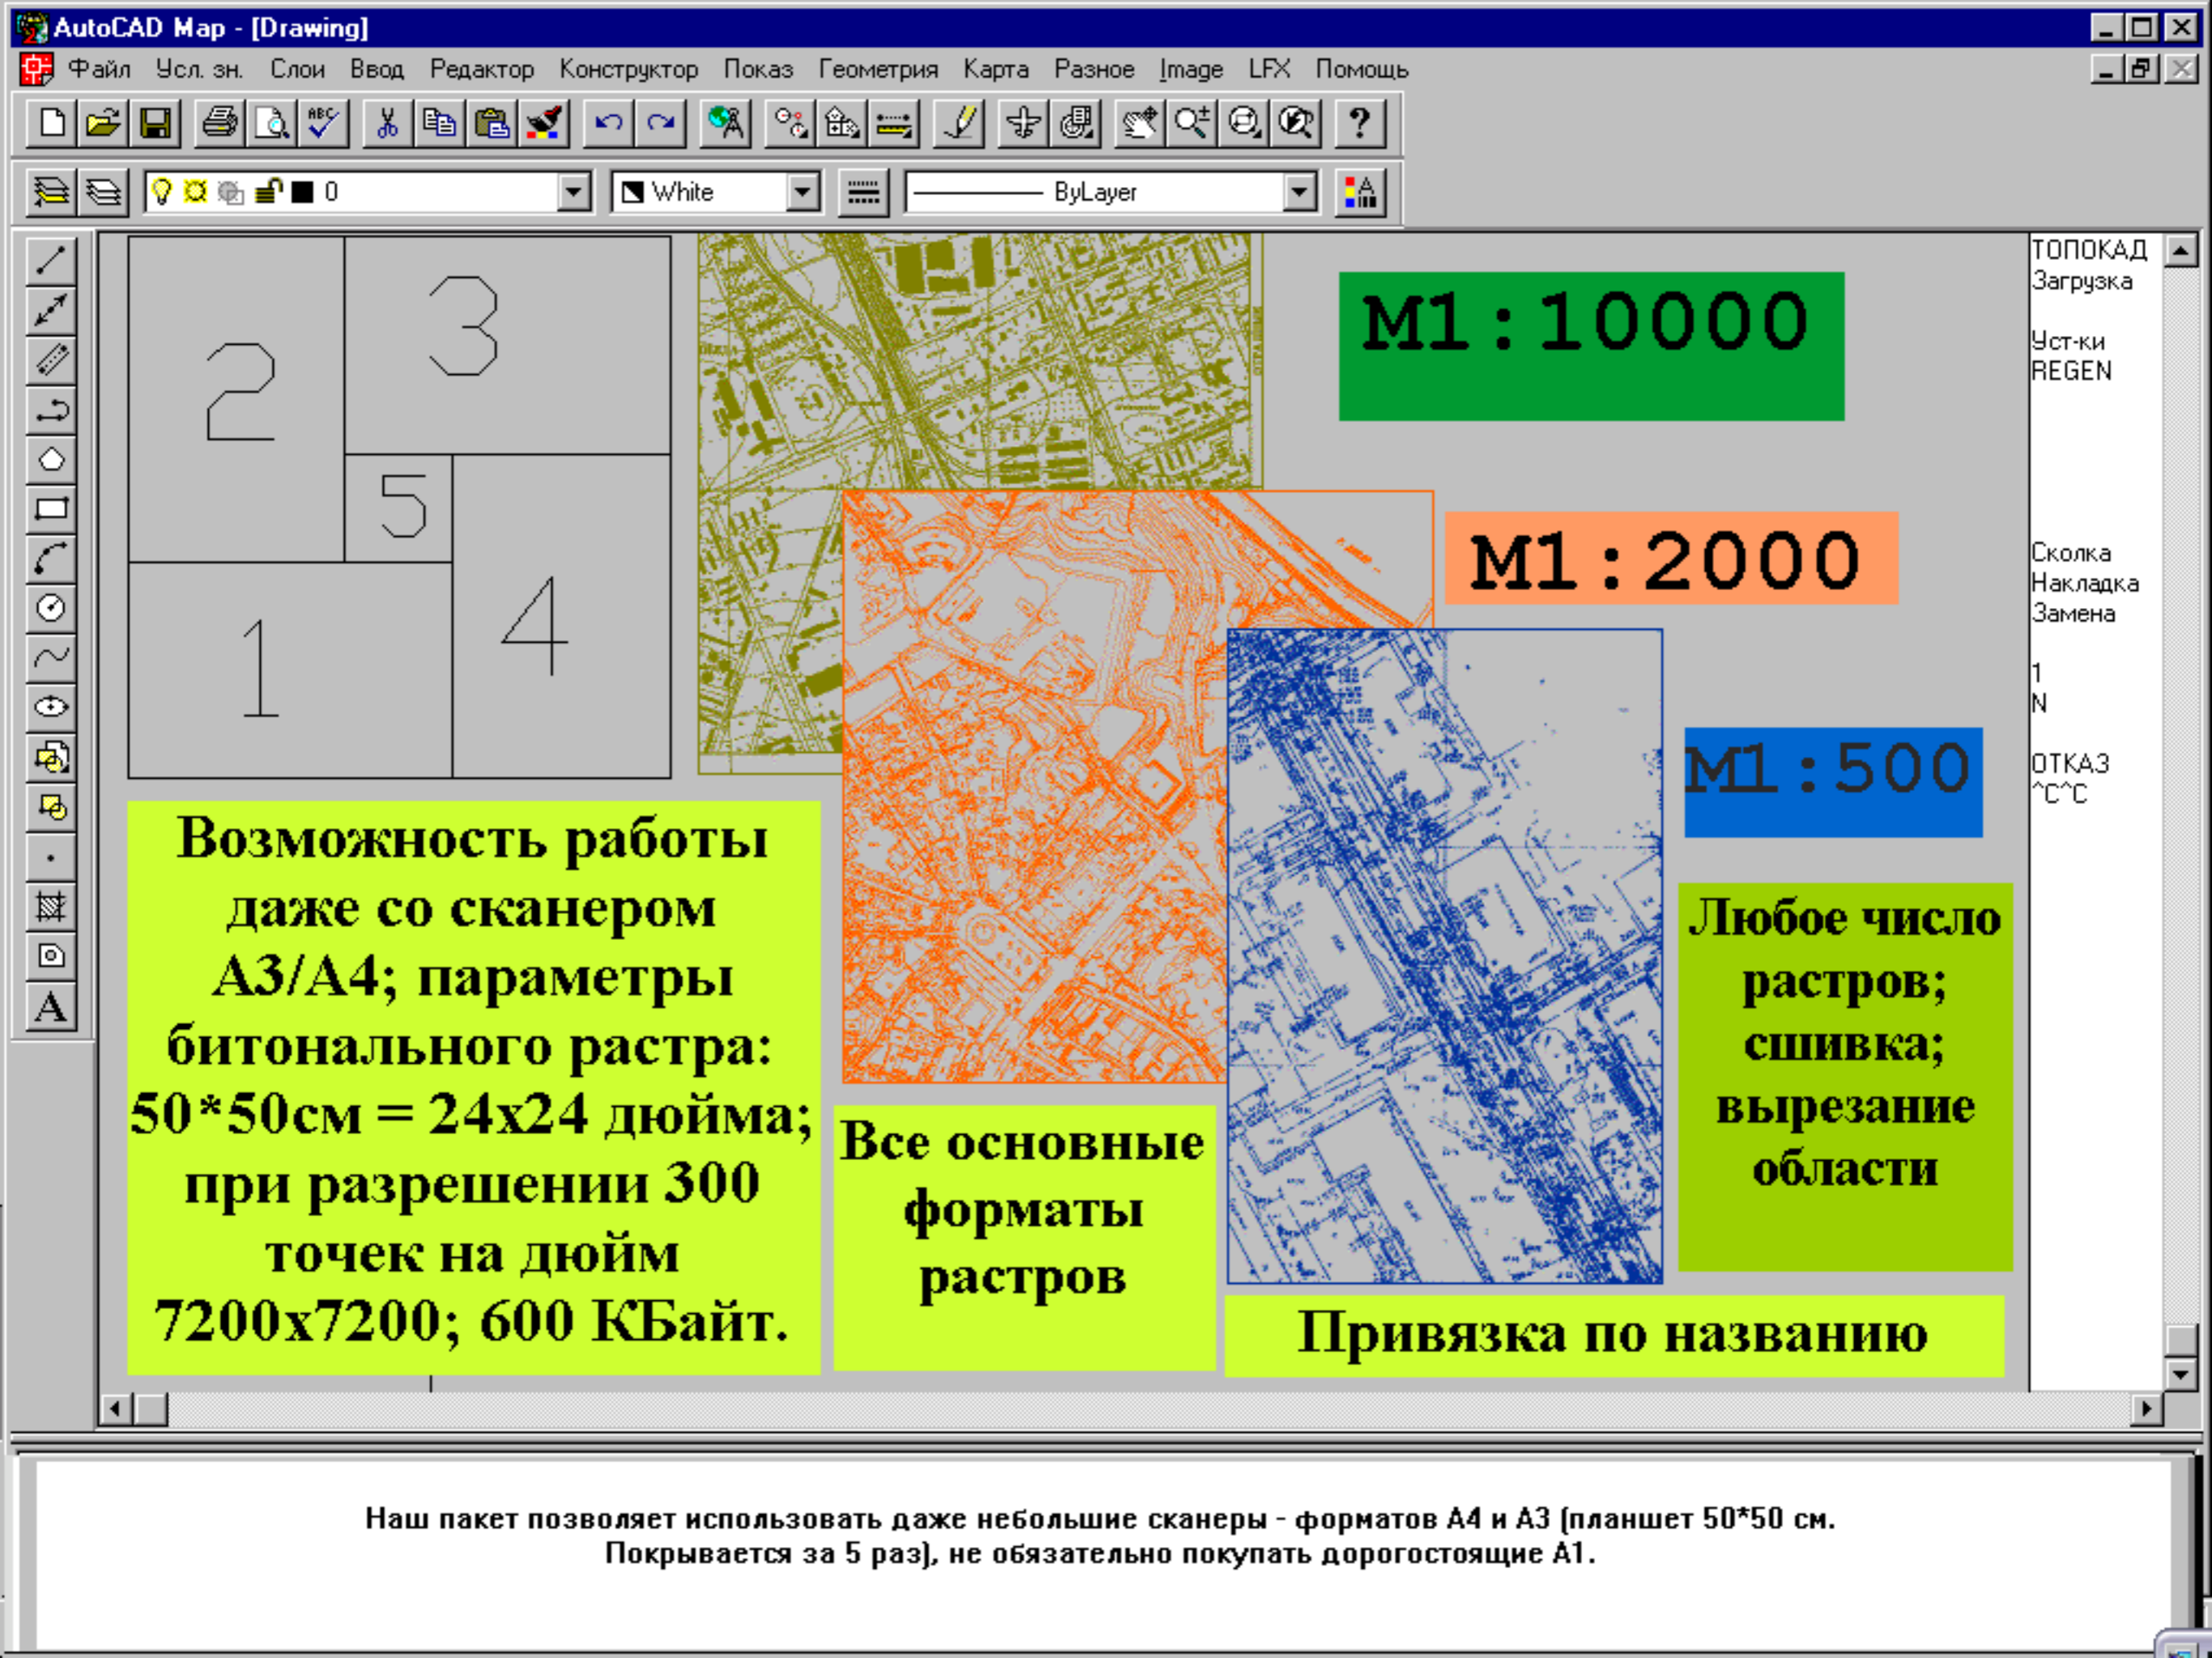 AutoCAD Map - [Drawing]
Файл Усл. зн. Слои Ввод Редактор Конструктор Показ Геометрия Карта Разное Image LFX Помощь
ABC
?
0 White ByLayer
A
2
3
5
1
4
М1:10000
М1:2000
М1:500
ТОПОКАД
Загрузка
Уст-ки
REGEN
Сколка
Накладка
Замена
1
N
ОТКАЗ
^C^C
Возможность работы
даже со сканером
А3/А4; параметры
битонального растра:
50*50см = 24х24 дюйма;
при разрешении 300
точек на дюйм
7200х7200; 600 КБайт.
Все основные
форматы
растров
Любое число
растров;
сшивка;
вырезание
области
Привязка по названию
Наш пакет позволяет использовать даже небольшие сканеры - форматов А4 и А3 (планшет 50*50 см.
Покрывается за 5 раз), не обязательно покупать дорогостоящие А1.